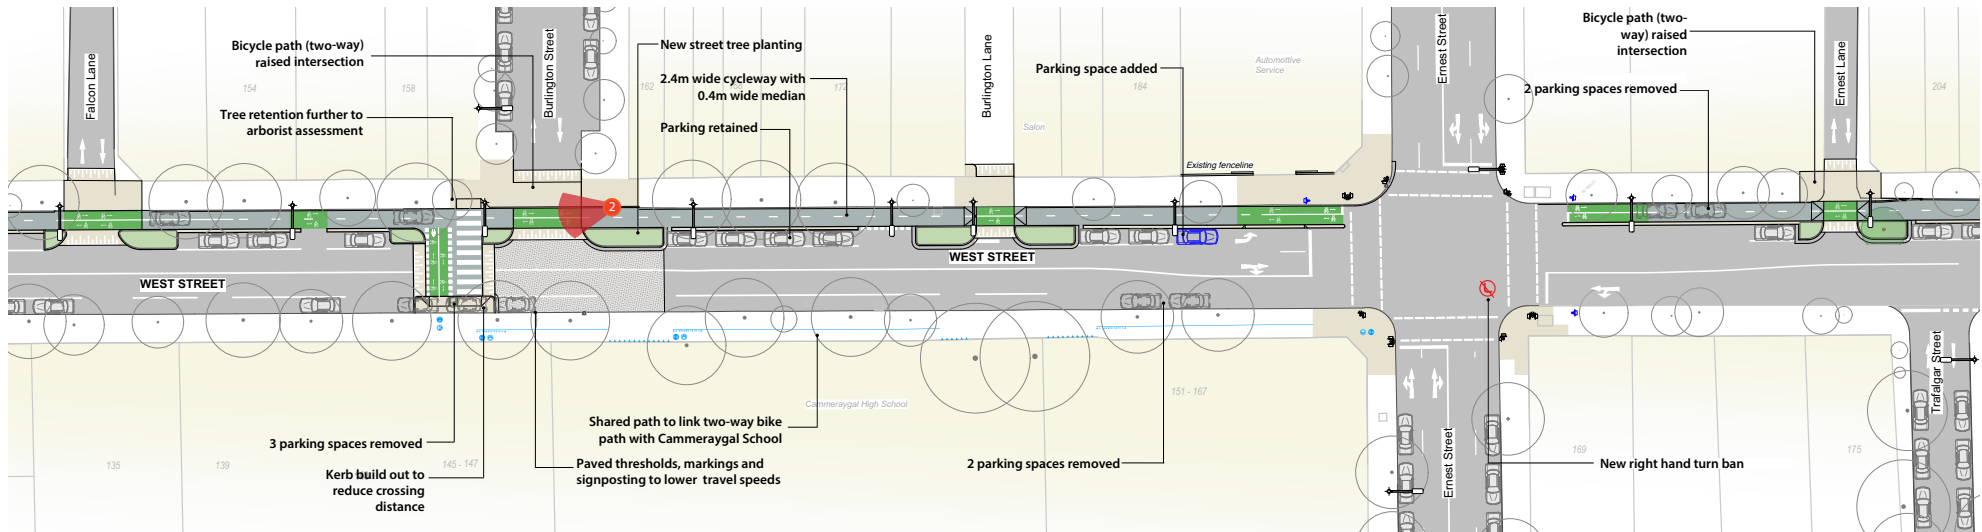 Bicycle path (two-way)
raised intersection
Tree retention further to
arborist assessment
New street tree planting
2.4m wide cycleway with
0.4m wide median
Parking retained
Parking space added
Bicycle path (two-
way) raised
intersection
2 parking spaces removed
Falcon Lane
Burlington Street
Burlington Lane
Ernest Street
Ernest Lane
154
158
162
172
184
204
Salon
Automottive
Service
Existing fenceline
2
WEST STREET
WEST STREET
3 parking spaces removed
Kerb build out to
reduce crossing
distance
Paved thresholds, markings and
signposting to lower travel speeds
Shared path to link two-way bike
path with Cammeraygal School
Cammeraygal High School
2 parking spaces removed
New right hand turn ban
Ernest Street
Trafalgar Street
135
139
145 - 147
151 - 167
169
175